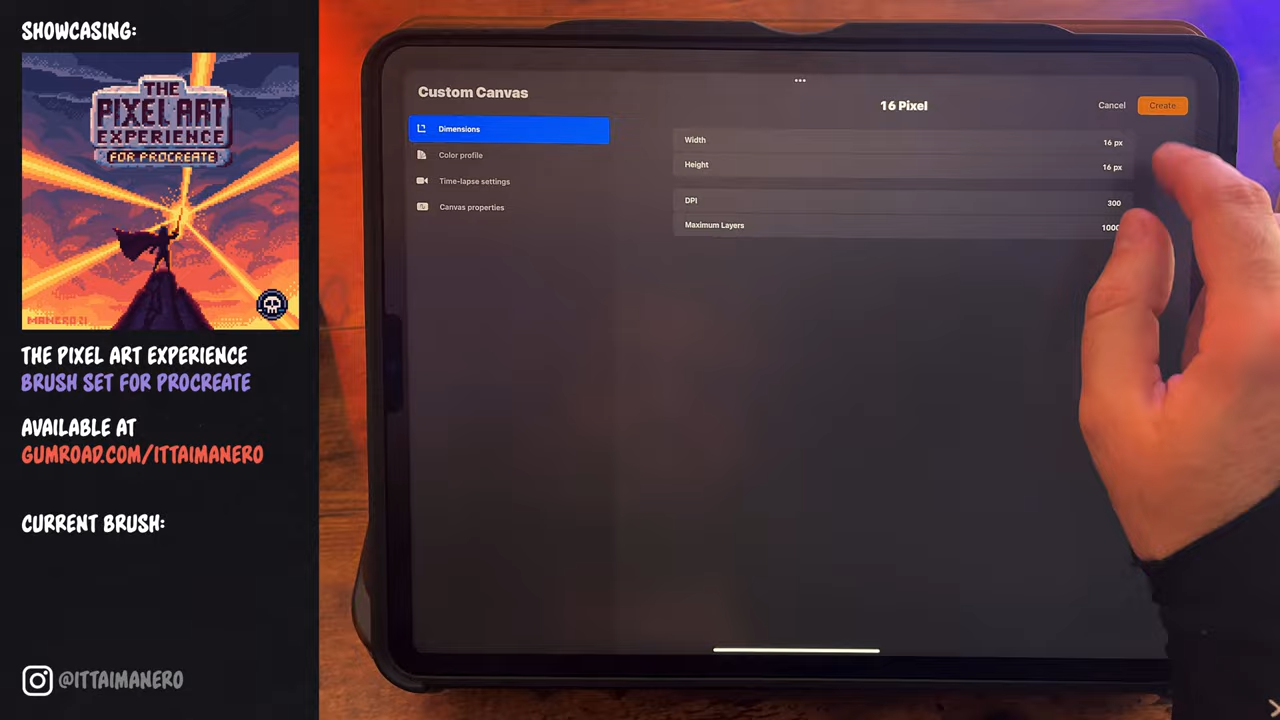 SHOWCASING:
THE
PIXEL ART
EXPERIENCE
FOR PROCREATE
MANERO 21
THE PIXEL ART EXPERIENCE
BRUSH SET FOR PROCREATE
AVAILABLE AT
GUMROAD.COM/ITTAIMANERO
CURRENT BRUSH:
@ITTAIMANERO
Custom Canvas
16 Pixel
Cancel
Create
Dimensions
Color profile
Time-lapse settings
Canvas properties
Width
16 px
Height
16 px
DPI
300
Maximum Layers
1000